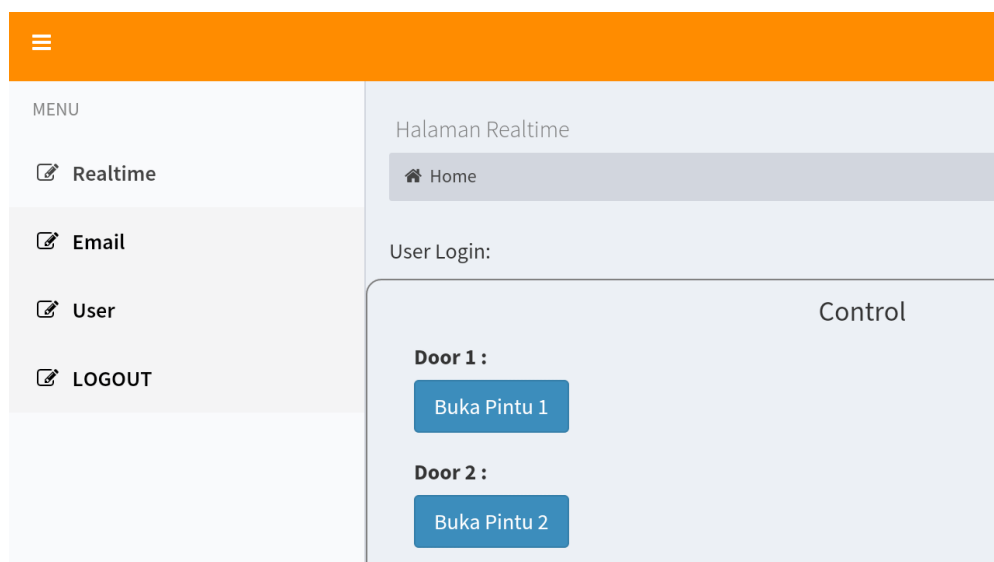 MENU
Realtime
Email
User
LOGOUT
Halaman Realtime
Home
User Login:
Control
Door 1 :
Buka Pintu 1
Door 2 :
Buka Pintu 2